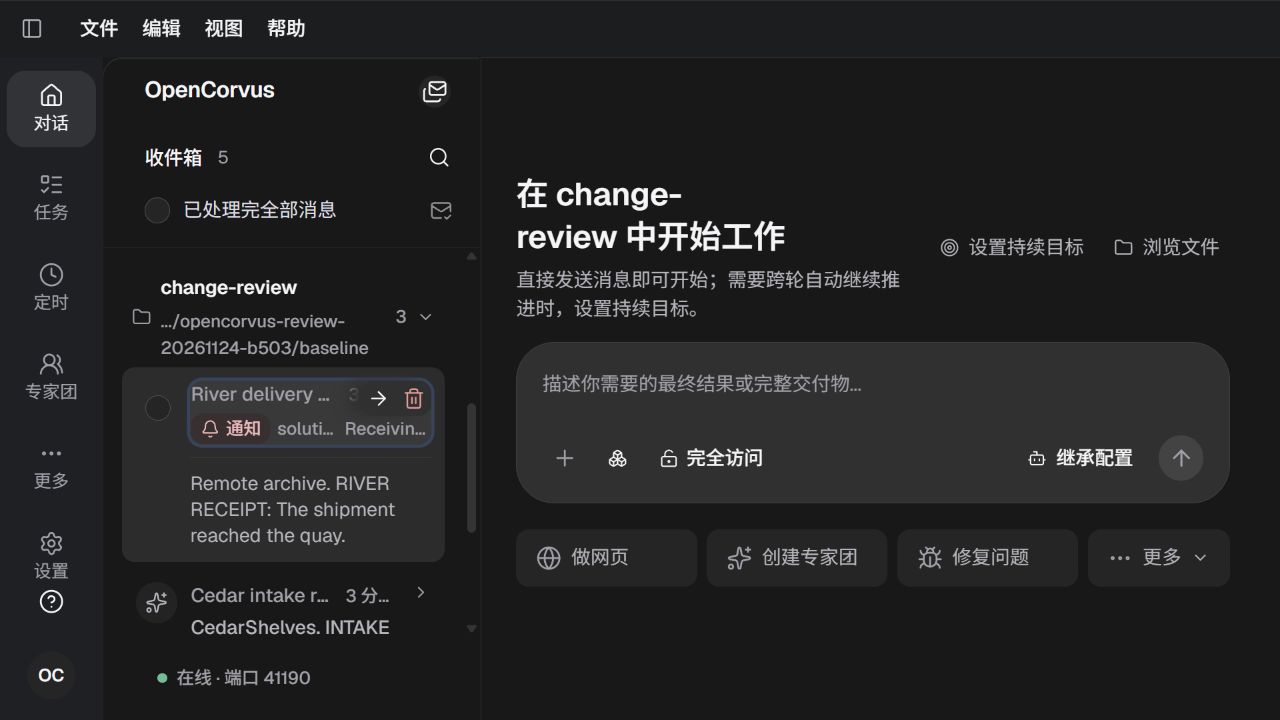 文件 编辑 视图 帮助
对话
任务
定时
专家团
更多
设置
OC
OpenCorvus
收件箱 5
已处理完全部消息
change-review
.../opencorvus-review-
20261124-b503/baseline
3
River delivery ...
通知 soluti... Receivin...
Remote archive. RIVER
RECEIPT: The shipment
reached the quay.
Cedar intake r... 3 分...
CedarShelves. INTAKE
在线 · 端口 41190
在 change-
review 中开始工作
直接发送消息即可开始；需要跨轮自动继续推
进时，设置持续目标。
设置持续目标 浏览文件
描述你需要的最终结果或完整交付物...
完全访问 继承配置
做网页 创建专家团 修复问题 更多